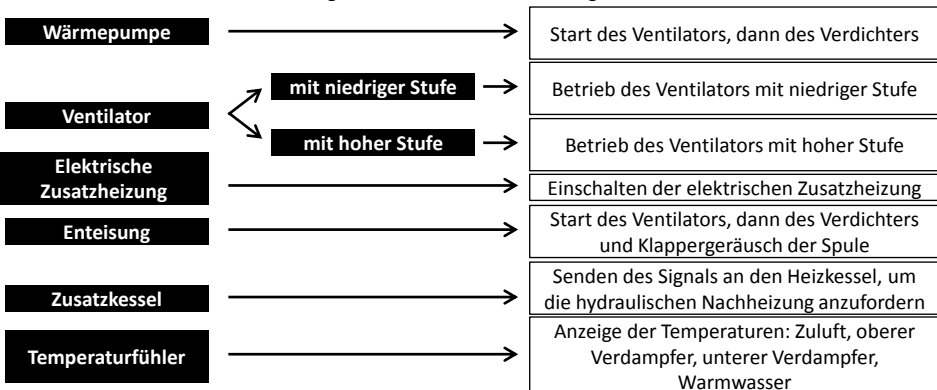 Wärmepumpe
Start des Ventilators, dann des Verdichters
Ventilator
mit niedriger Stufe
Betrieb des Ventilators mit niedriger Stufe
mit hoher Stufe
Betrieb des Ventilators mit hoher Stufe
Elektrische
Zusatzheizung
Einschalten der elektrischen Zusatzheizung
Enteisung
Start des Ventilators, dann des Verdichters
und Klappergeräusch der Spule
Zusatzkessel
Senden des Signals an den Heizkessel, um
die hydraulischen Nachheizung anzufordern
Temperaturfühler
Anzeige der Temperaturen: Zuluft, oberer
Verdampfer, unterer Verdampfer,
Warmwasser